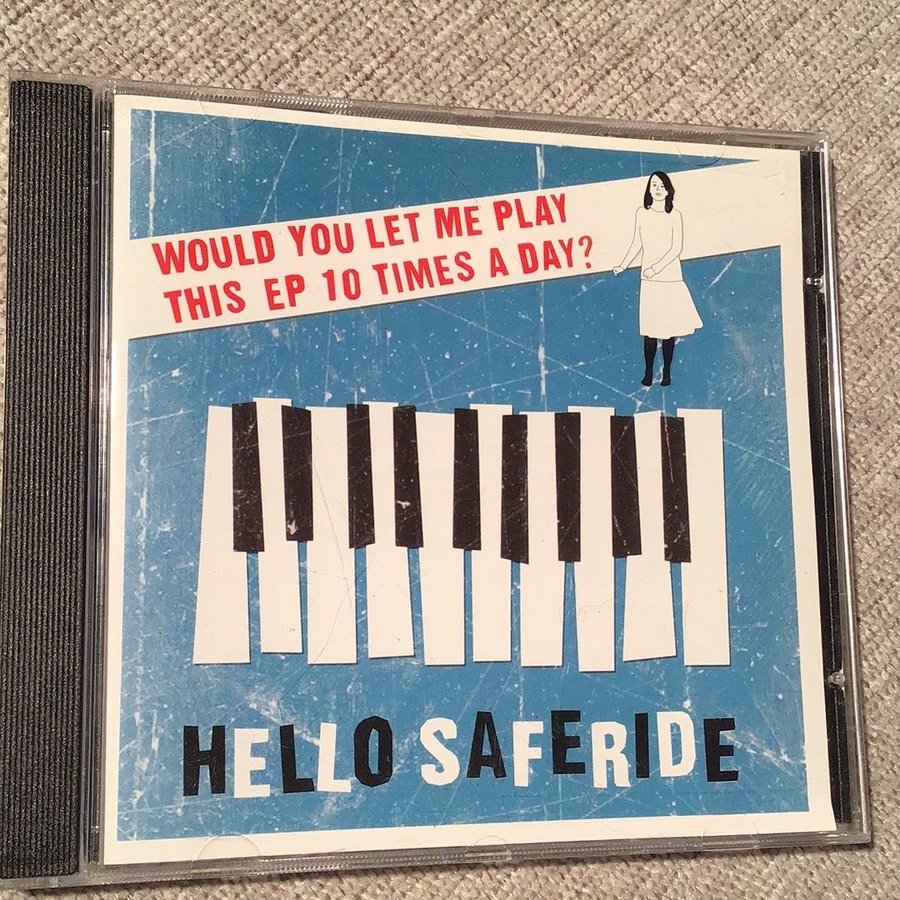 WOULD YOU LET ME PLAY
THIS EP 10 TIMES A DAY?
HELLO SAFERIDE